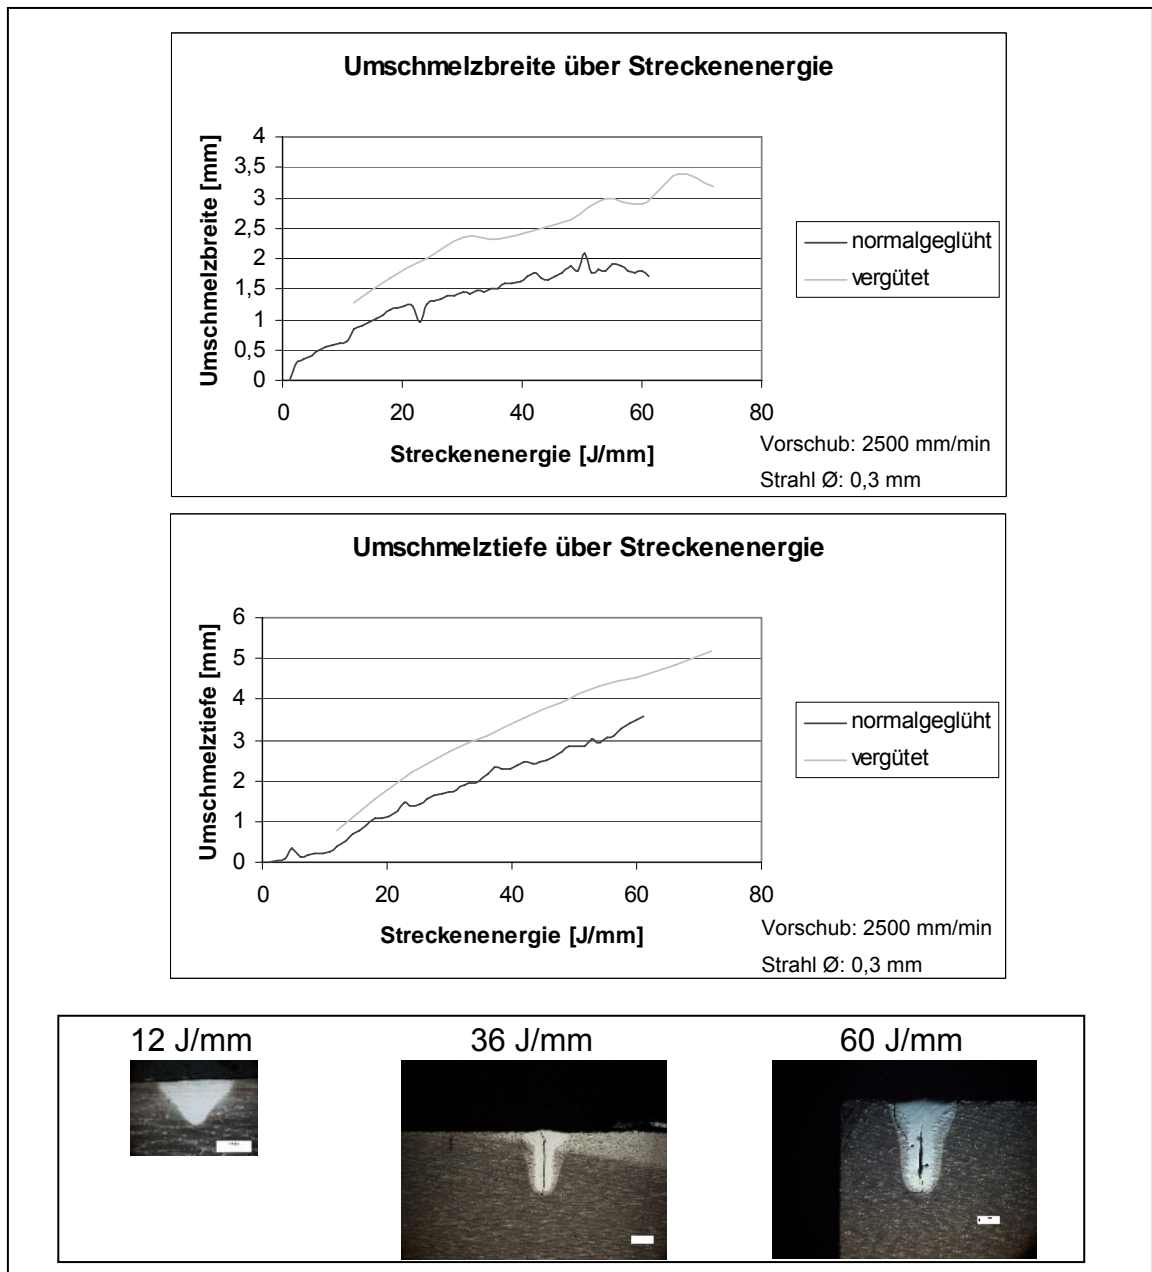 Umschmelzbreite über Streckenenergie
Umschmelzbreite [mm]
4
3,5
3
2,5
2
1,5
1
0,5
0
0 20 40 60 80
Streckenenergie [J/mm]
normalgeglüht
vergütet
Vorschub: 2500 mm/min
Strahl Ø: 0,3 mm
Umschmelztiefe über Streckenenergie
Umschmelztiefe [mm]
6
5
4
3
2
1
0
0 20 40 60 80
Streckenenergie [J/mm]
normalgeglüht
vergütet
Vorschub: 2500 mm/min
Strahl Ø: 0,3 mm
12 J/mm 36 J/mm 60 J/mm